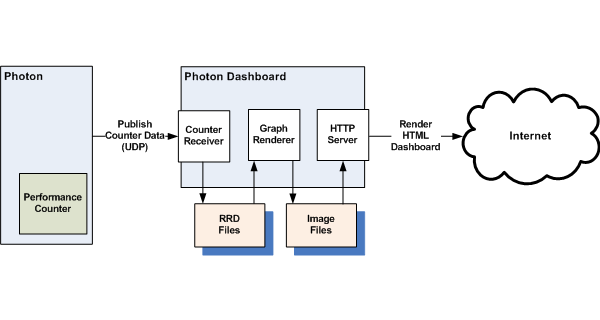 Photon
Performance
Counter
Publish
Counter Data
(UDP)
Photon Dashboard
Counter
Receiver
Graph
Renderer
HTTP
Server
RRD
Files
Image
Files
Render
HTML
Dashboard
Internet